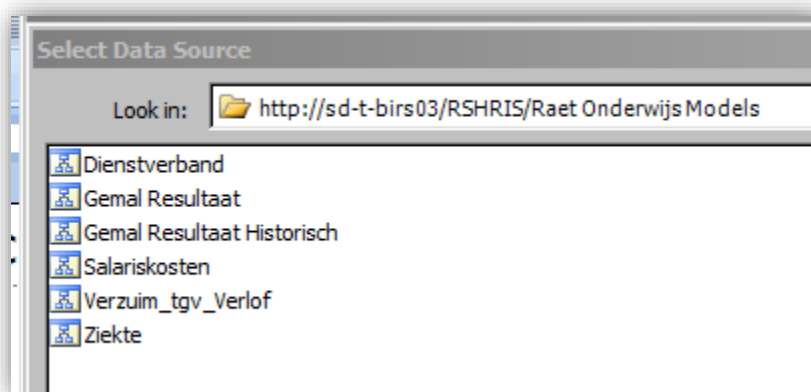 Select Data Source
Look in: http://sd-t-birs03/RSHRIS/Raet Onderwijs Models
Dienstverband
Gemal Resultaat
Gemal Resultaat Historisch
Salariskosten
Verzuim_tgv_Verlof
Ziekte